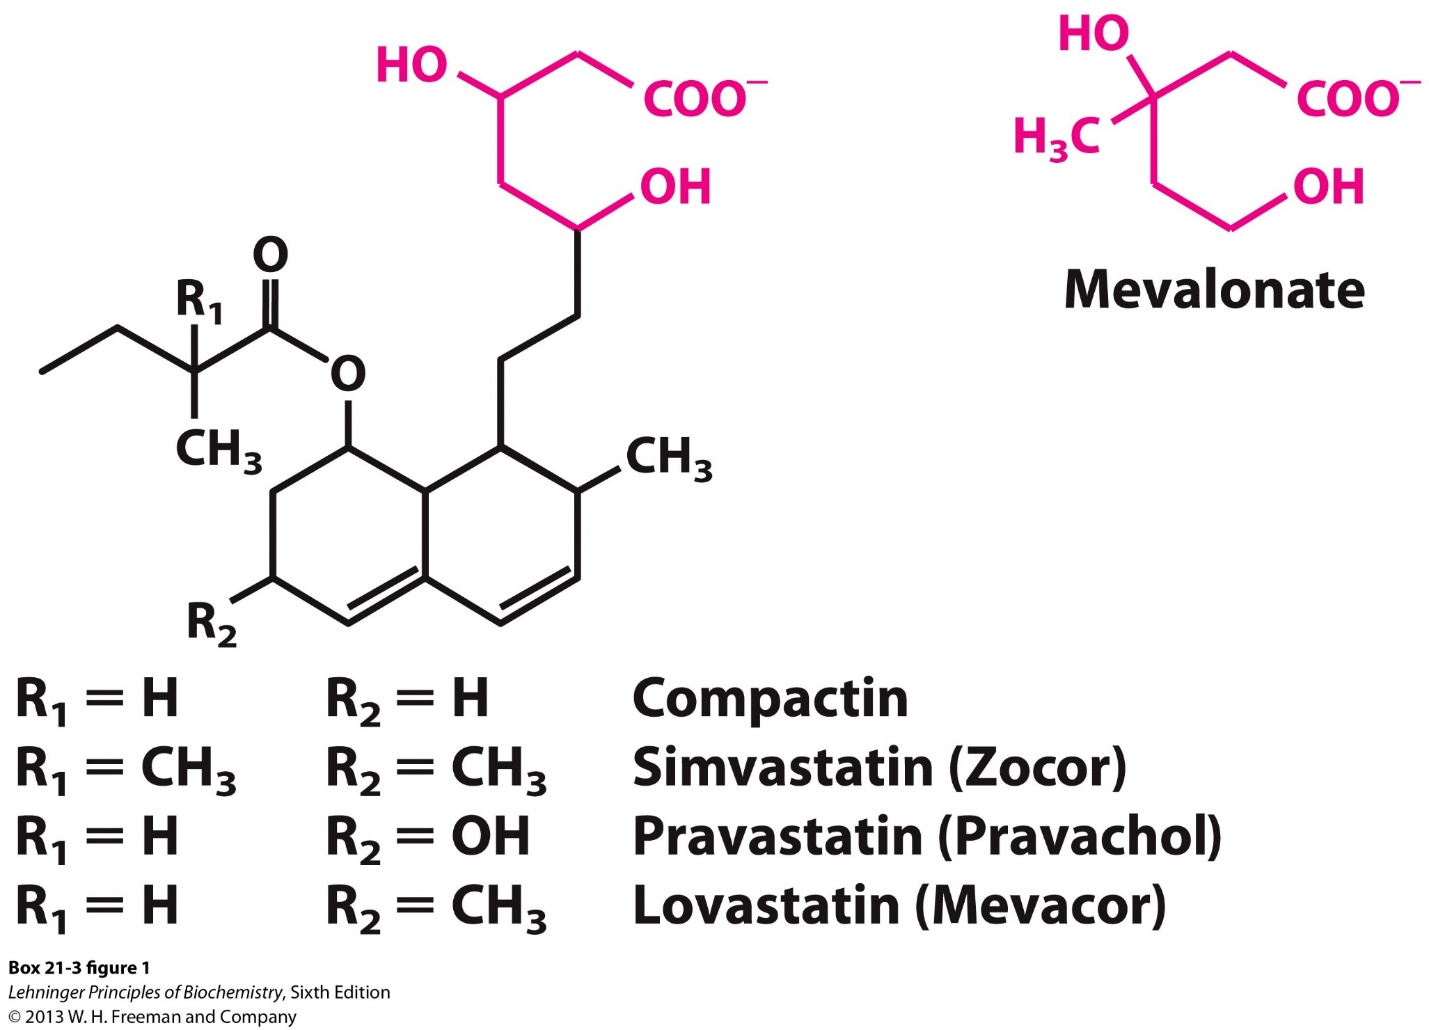 HO
COO⁻
OH
O
R₁
O
CH₃
CH₃
R₂
HO
COO⁻
H₃C
OH
Mevalonate
R₁ = H R₂ = H Compactin
R₁ = CH₃ R₂ = CH₃ Simvastatin (Zocor)
R₁ = H R₂ = OH Pravastatin (Pravachol)
R₁ = H R₂ = CH₃ Lovastatin (Mevacor)
Box 21-3 figure 1
Lehninger Principles of Biochemistry, Sixth Edition
© 2013 W. H. Freeman and Company